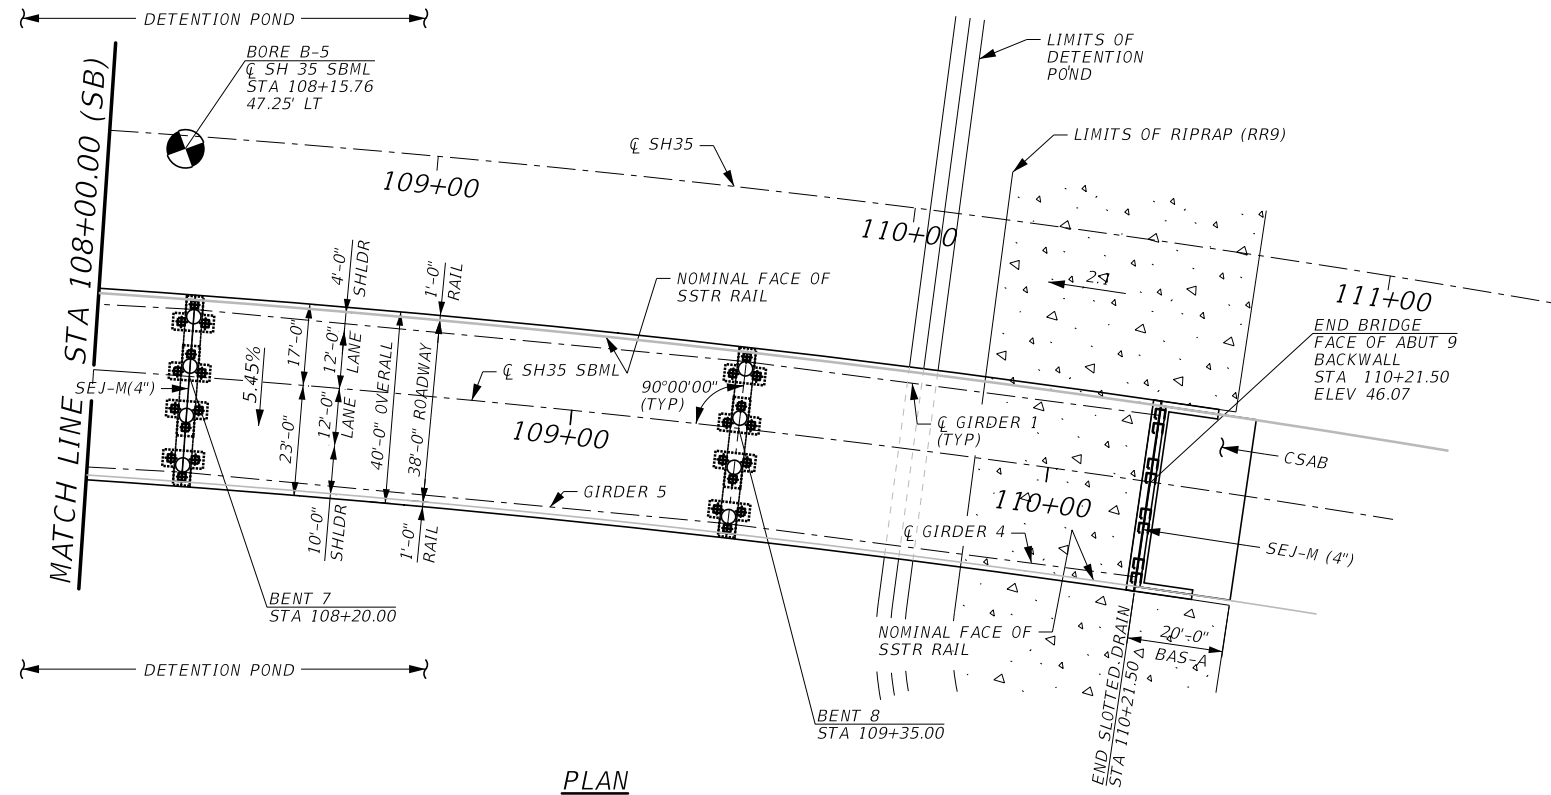 DETENTION POND
BORE B-5
℄ SH 35 SBML
STA 108+15.76
47.25' LT
MATCH LINE STA 108+00.00 (SB)
LIMITS OF
DETENTION
POND
LIMITS OF RIPRAP (RR9)
℄ SH35
109+00
110+00
111+00
2:1
4'-0"
SHLDR
1'-0"
RAIL
NOMINAL FACE OF
SSTR RAIL
END BRIDGE
FACE OF ABUT 9
BACKWALL
STA 110+21.50
ELEV 46.07
SEJ-M(4")
5.45%
17'-0"
12'-0"
LANE
23'-0"
12'-0"
LANE
40'-0" OVERALL
38'-0" ROADWAY
℄ SH35 SBML
90°00'00"
(TYP)
109+00
℄ GIRDER 1
(TYP)
CSAB
110+00
GIRDER 5
℄ GIRDER 4
SEJ-M (4")
10'-0"
SHLDR
1'-0"
RAIL
BENT 7
STA 108+20.00
NOMINAL FACE OF
SSTR RAIL
20'-0"
BAS-A
END SLOTTED DRAIN
STA 110+21.50
DETENTION POND
BENT 8
STA 109+35.00
PLAN